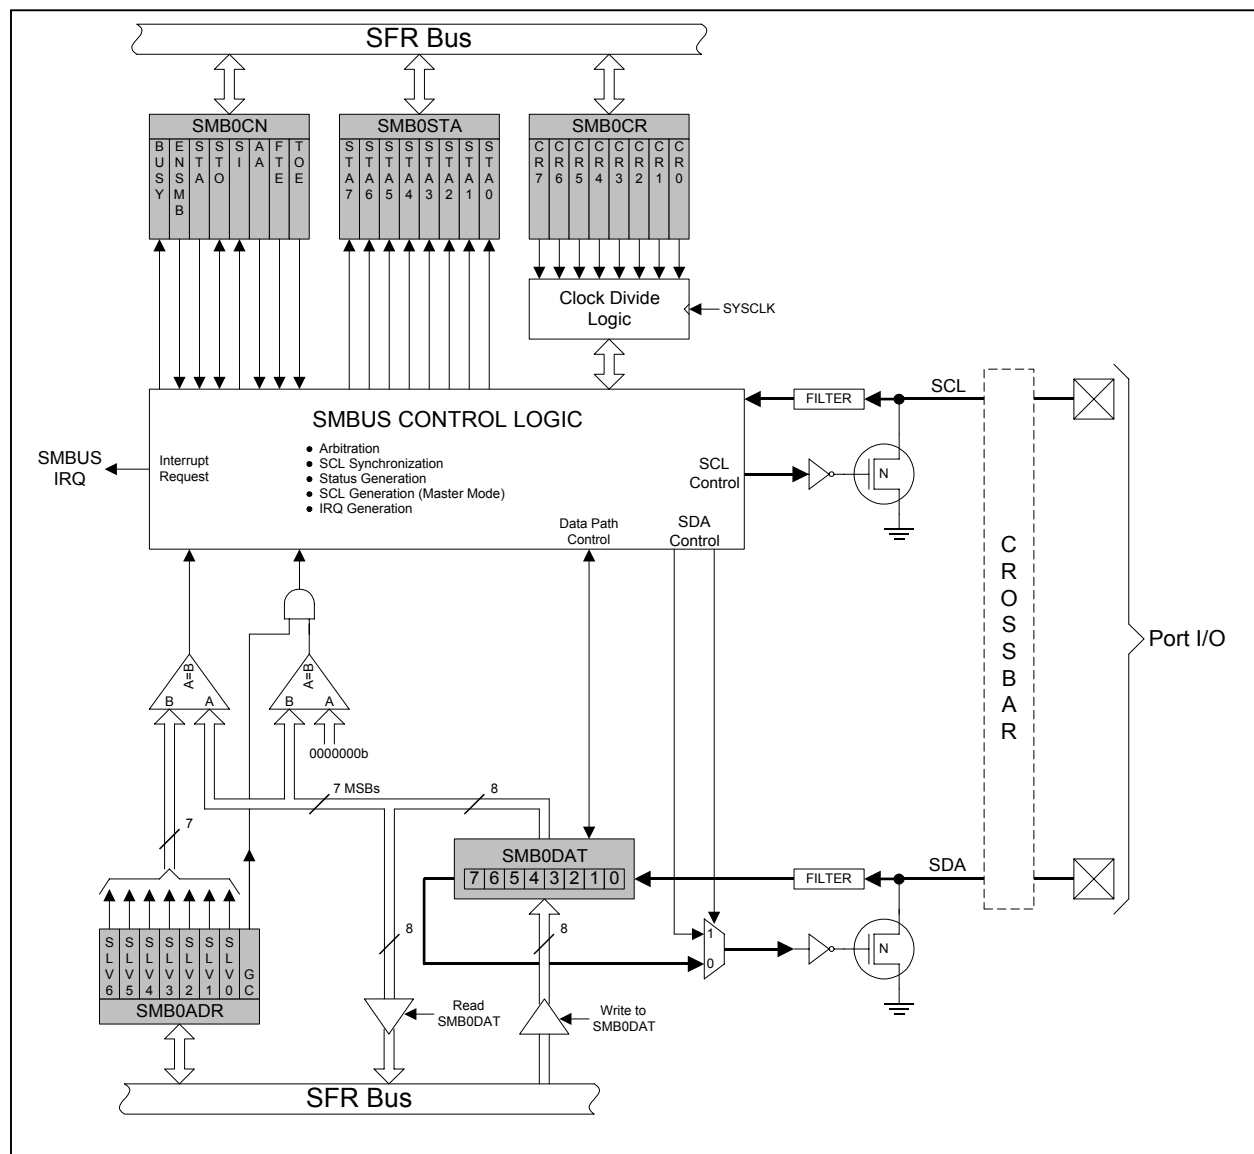 SFR Bus
SMB0CN
BUSY
ENSMB
STA
STO
SI
AA
FTE
TOE
SMB0STA
STA7
STA6
STA5
STA4
STA3
STA2
STA1
STA0
SMB0CR
CR7
CR6
CR5
CR4
CR3
CR2
CR1
CR0
Clock Divide
Logic
SYSCLK
SMBUS CONTROL LOGIC
● Arbitration
● SCL Synchronization
● Status Generation
● SCL Generation (Master Mode)
● IRQ Generation
SMBUS
IRQ
Interrupt
Request
SCL
Control
Data Path
Control
SDA
Control
FILTER
SCL
N
CROSSBAR
Port I/O
A=B
B
A
A=B
B
A
0000000b
7 MSBs
8
7
SMB0DAT
7 6 5 4 3 2 1 0
FILTER
SDA
1
0
N
8
8
SLV6
SLV5
SLV4
SLV3
SLV2
SLV1
SLV0
GC
SMB0ADR
Read
SMB0DAT
Write to
SMB0DAT
SFR Bus